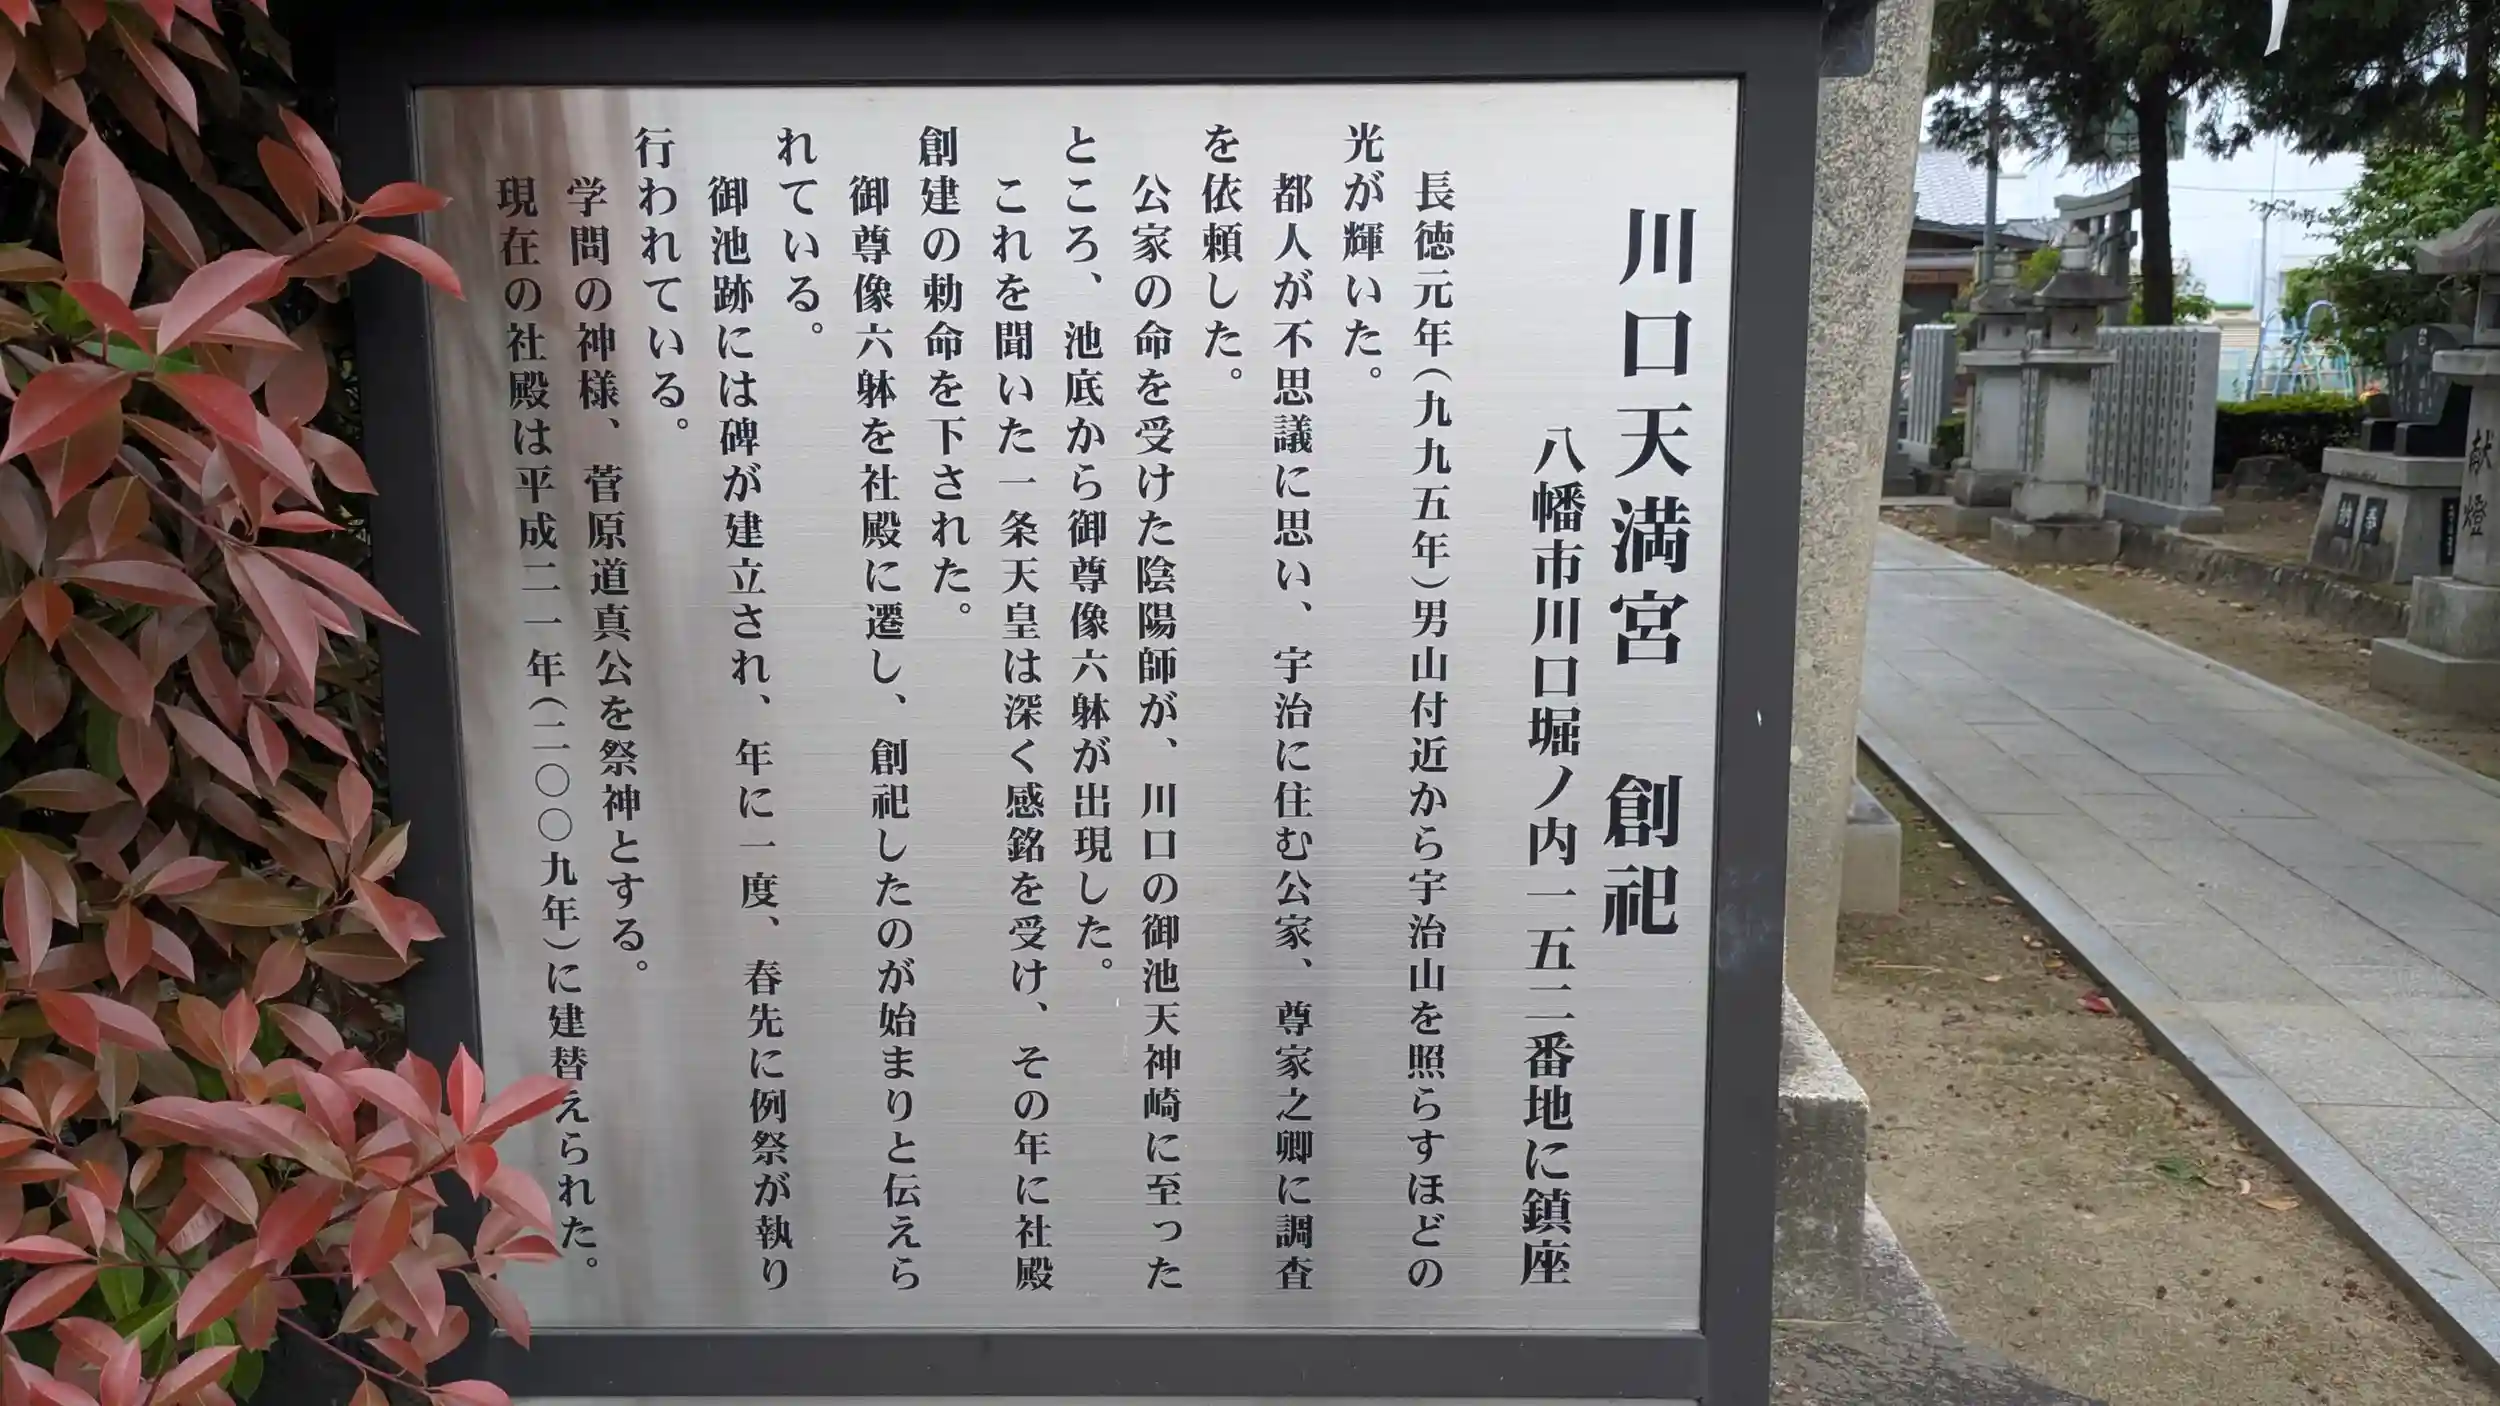 川口天満宮　創祀
八幡市川口堀ノ内一五二番地に鎮座
長徳元年(九九五年)男山付近から宇治山を照らすほどの
光が輝いた。
都人が不思議に思い、宇治に住む公家、尊家之卿に調査
を依頼した。
公家の命を受けた陰陽師が、川口の御池天神崎に至った
ところ、池底から御尊像六躰が出現した。
これを聞いた一条天皇は深く感銘を受け、その年に社殿
創建の勅命を下された。
御尊像六躰を社殿に遷し、創祀したのが始まりと伝えら
れている。
御池跡には碑が建立され、年に一度、春先に例祭が執り
行われている。
学問の神様、菅原道真公を祭神とする。
現在の社殿は平成二一年(二〇〇九年)に建替えられた。
献燈
奉
納